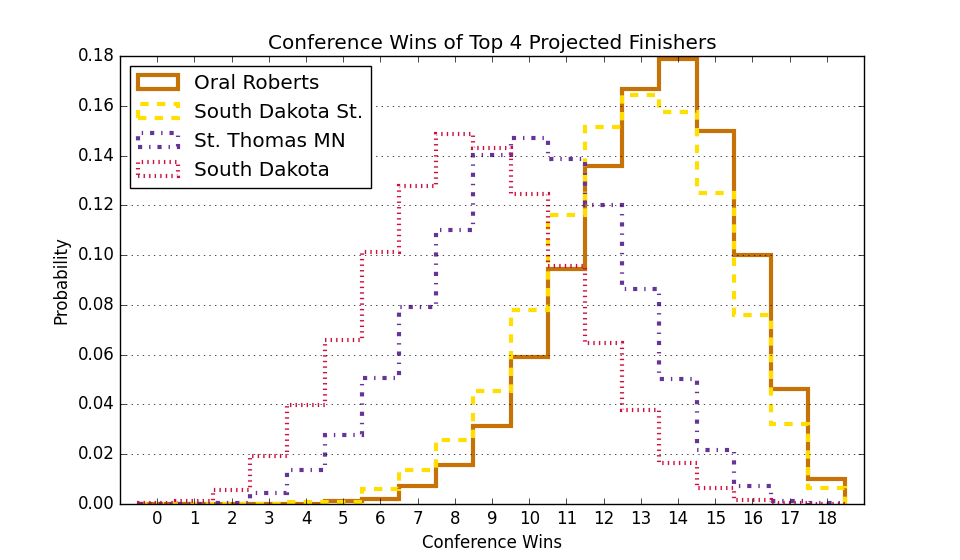 Conference Wins of Top 4 Projected Finishers
Oral Roberts
South Dakota St.
St. Thomas MN
South Dakota
0.18
0.16
0.14
0.12
0.10
0.08
0.06
0.04
0.02
0.00
Probability
0 1 2 3 4 5 6 7 8 9 10 11 12 13 14 15 16 17 18
Conference Wins